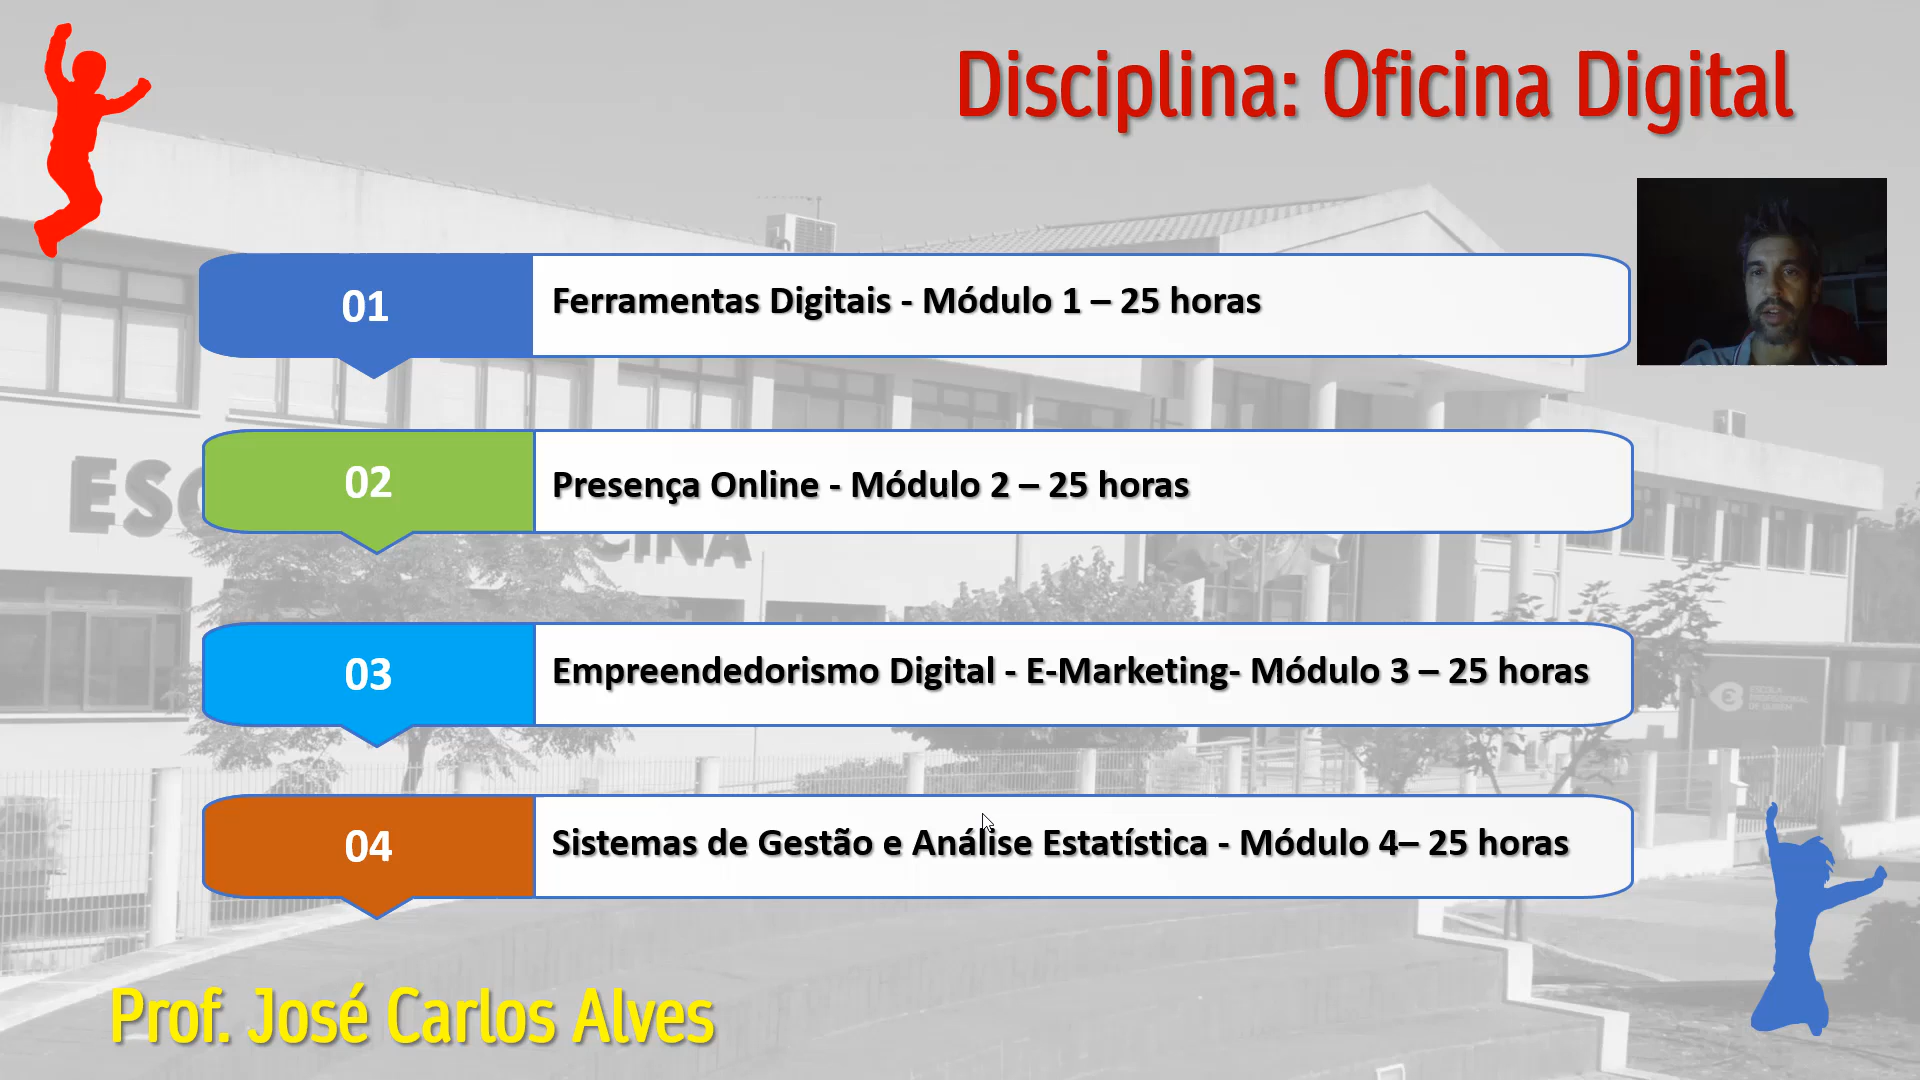 Disciplina: Oficina Digital
01
Ferramentas Digitais - Módulo 1 – 25 horas
02
Presença Online - Módulo 2 – 25 horas
03
Empreendedorismo Digital - E-Marketing- Módulo 3 – 25 horas
04
Sistemas de Gestão e Análise Estatística - Módulo 4– 25 horas
Prof. José Carlos Alves